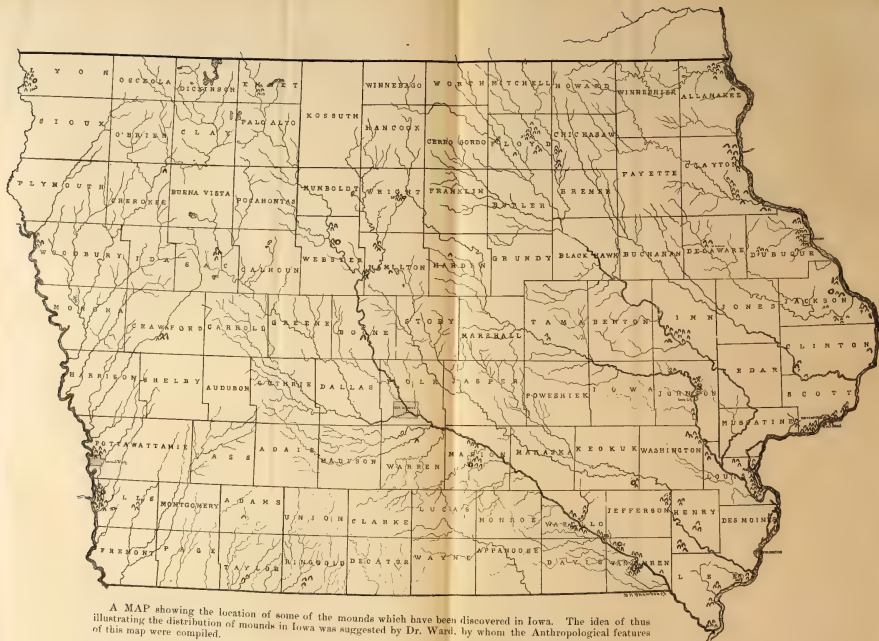 LYON
OSCEOLA
DICKINSON
EMMET
WINNEBAGO
WORTH
MITCHELL
HOWARD
WINNESHIEK
ALLAMAKEE
KOSSUTH
SIOUX
O'BRIEN
CLAY
PALO ALTO
HANCOCK
CERRO GORDO
FLOYD
CHICKASAW
FAYETTE
CLAYTON
PLYMOUTH
CHEROKEE
BUENA VISTA
POCAHONTAS
HUMBOLDT
WRIGHT
FRANKLIN
BUTLER
BREMER
WOODBURY
IDA
SAC
CALHOUN
WEBSTER
HAMILTON
HARDIN
GRUNDY
BLACK HAWK
BUCHANAN
DELAWARE
DUBUQUE
MONONA
CRAWFORD
CARROLL
GREENE
BOONE
STORY
MARSHALL
TAMA
BENTON
LINN
JONES
JACKSON
CLINTON
HARRISON
SHELBY
AUDUBON
GUTHRIE
DALLAS
POLK
JASPER
POWESHIEK
IOWA
JOHNSON
CEDAR
SCOTT
MUSCATINE
POTTAWATTAMIE
CASS
ADAIR
MADISON
WARREN
MARION
MAHASKA
KEOKUK
WASHINGTON
LOUISA
MILLS
MONTGOMERY
ADAMS
UNION
CLARKE
LUCAS
MONROE
WAPELLO
JEFFERSON
HENRY
DES MOINES
FREMONT
PAGE
TAYLOR
RINGGOLD
DECATUR
WAYNE
APPANOOSE
DAVIS
VAN BUREN
LEE
A MAP showing the location of some of the mounds which have been discovered in Iowa. The idea of thus
illustrating the distribution of mounds in Iowa was suggested by Dr. Ward, by whom the Anthropological features
of this map were compiled.